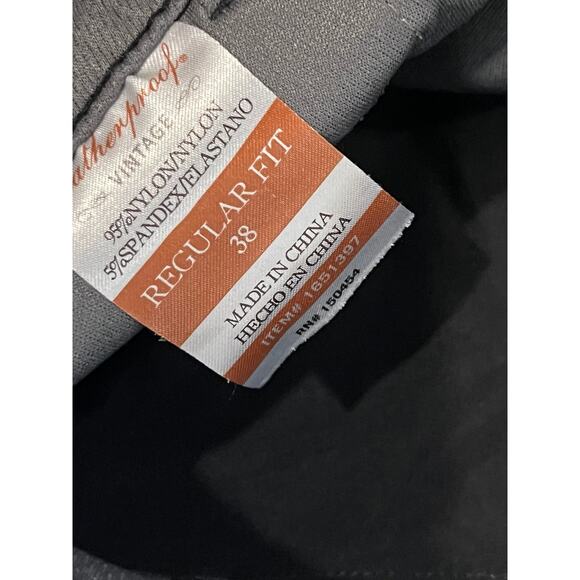 VINTAGE
95%NYLON/NYLON
5%SPANDEX/ELASTANO
REGULAR FIT
38
MADE IN CHINA
HECHO EN CHINA
ITEM# 1651397
RN# 150454